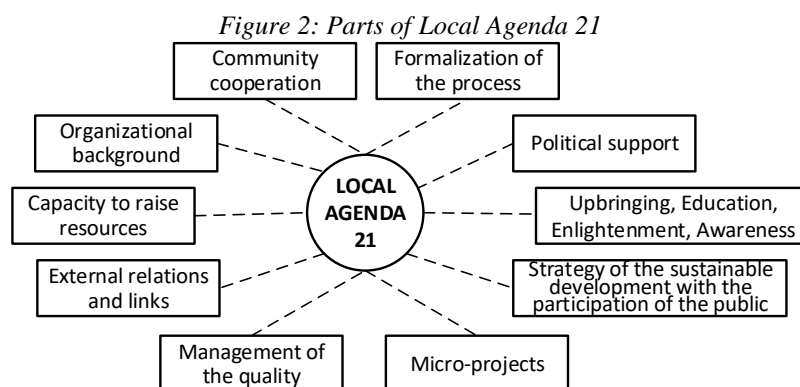 Figure 2: Parts of Local Agenda 21
Community
cooperation
Formalization of
the process
Organizational
background
Political support
LOCAL
AGENDA
21
Capacity to raise
resources
Upbringing, Education,
Enlightenment, Awareness
External relations
and links
Strategy of the sustainable
development with the
participation of the public
Management of
the quality
Micro-projects